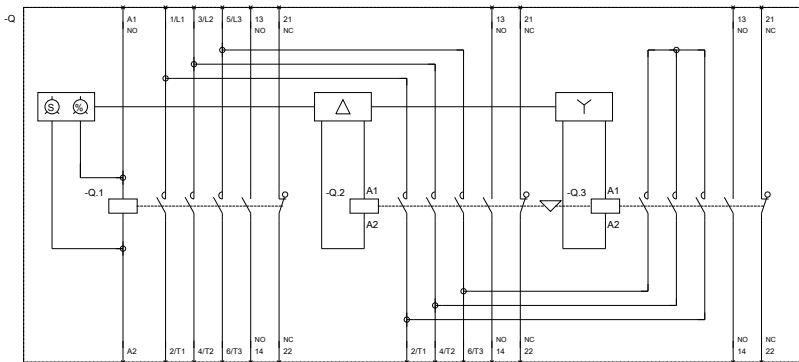 -Q
A1 1/L1 3/L2 5/L3 13 21 13 21 13 21
NO NO NC NO NC NO NC
S %
-Q.1 -Q.2 A1 -Q.3 A1
A2 A2
NO NC NO NC NO NC
A2 2/T1 4/T2 6/T3 14 22 2/T1 4/T2 6/T3 14 22 14 22